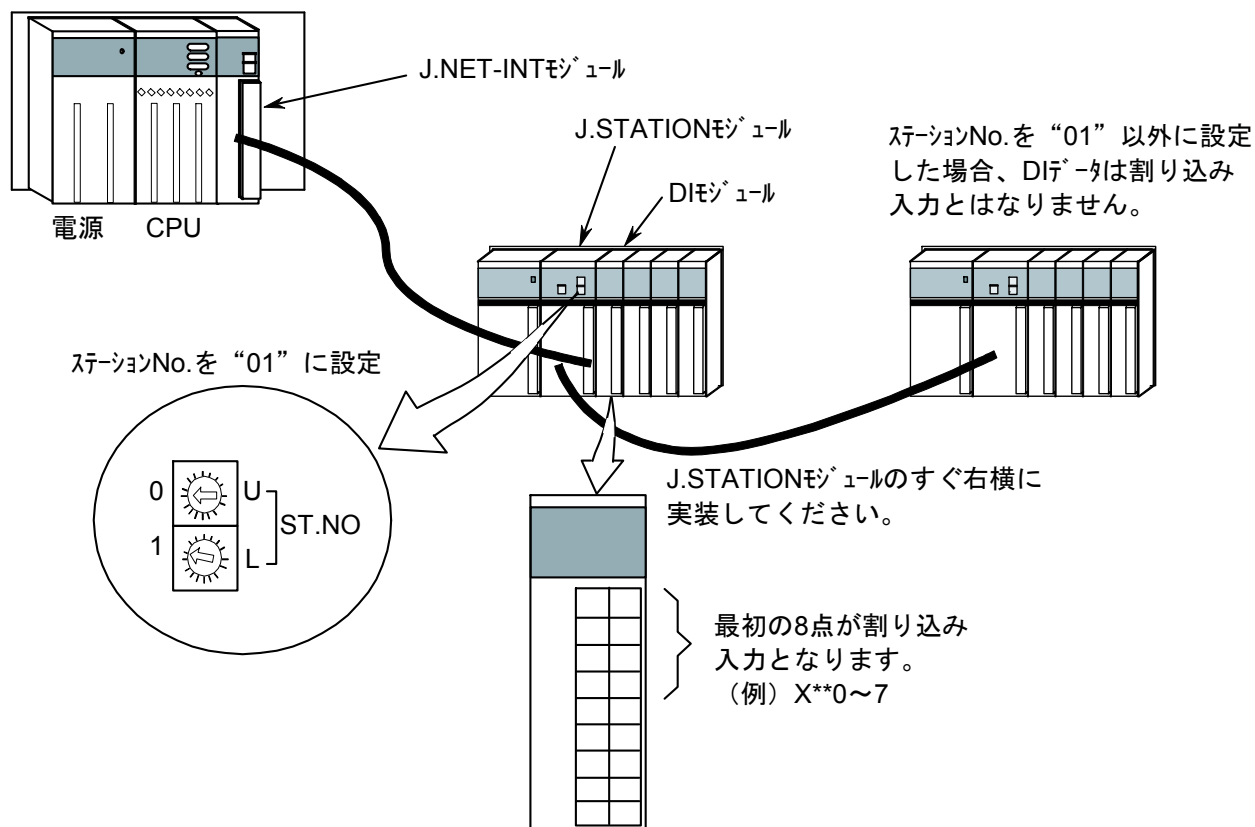 J.NET-INTﾓｼﾞｭｰﾙ
電源
CPU
J.STATIONﾓｼﾞｭｰﾙ
DIﾓｼﾞｭｰﾙ
ｽﾃｰｼｮﾝNo.を“01”以外に設定
した場合、DIﾃﾞｰﾀは割り込み
入力とはなりません。
ｽﾃｰｼｮﾝNo.を“01”に設定
0
U
ST.NO
1
L
J.STATIONﾓｼﾞｭｰﾙのすぐ右横に
実装してください。
最初の8点が割り込み
入力となります。
（例）X**0～7